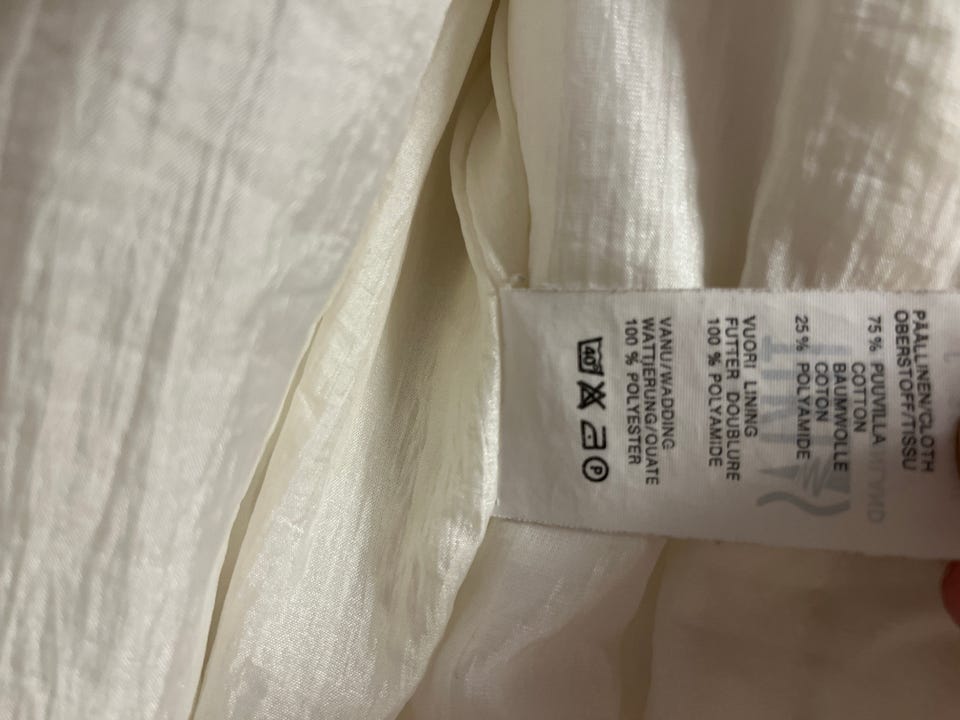 PÄÄLLINEN/CLOTH
OBERSTOFF/TISSU
75 % PUUVILLA
COTTON
BAUMWOLLE
COTON
25 % POLYAMIDE
VUORI LINING
FUTTER DOUBLURE
100 % POLYAMIDE
VANU/WADDING
WATTIERUNG/OUATE
100 % POLYESTER
40
P